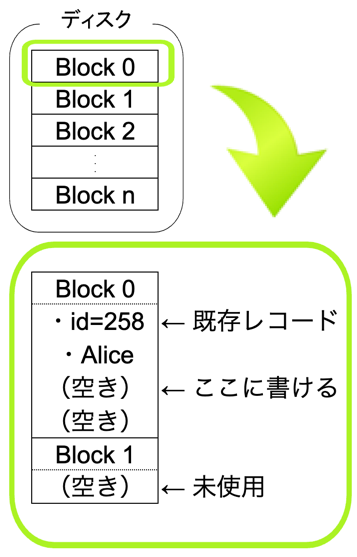 ディスク
Block 0
Block 1
Block 2
⋮
Block n
Block 0
・id=258 ← 既存レコード
・Alice
（空き） ← ここに書ける
（空き）
Block 1
（空き） ← 未使用